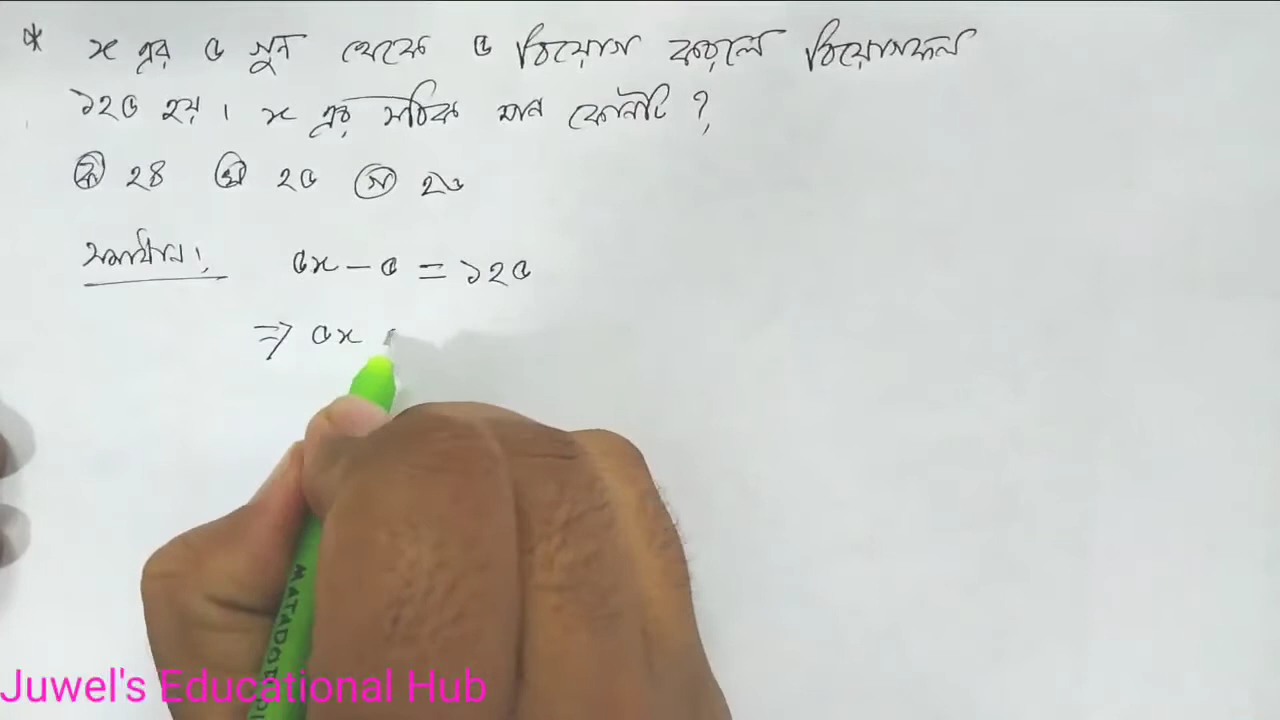 * x এর ৫ গুন থেকে ৫ বিয়োগ করলে বিয়োগফল
১২৫ হয়। x এর সঠিক মান কোনটি ?
ক ২৪ খ ২৫ গ ২৬
সমাধান: ৫x - ৫ = ১২৫
⇒ ৫x
MATADOR
Juwel's Educational Hub